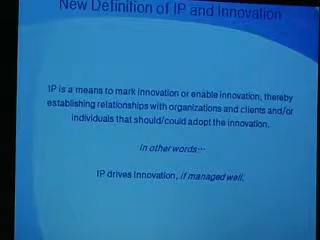 New Definition of IP and Innovation
IP is a means to mark innovation or enable innovation, thereby
establishing relationships with organizations and clients and/or
individuals that should/could adopt the innovation.
In other words…
IP drives Innovation, if managed well.